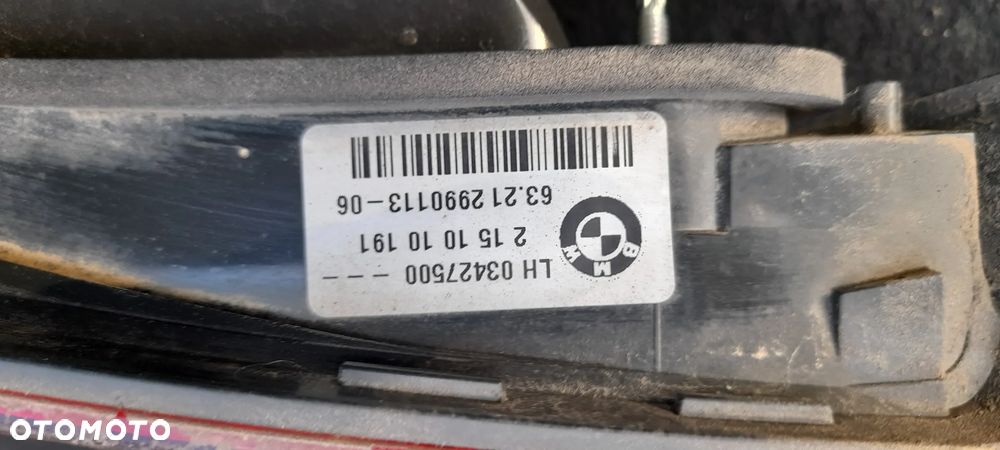 LH 03427500 ---
2 15 10 10 191
63.21 2990113-06
BMW
OTOMOTO